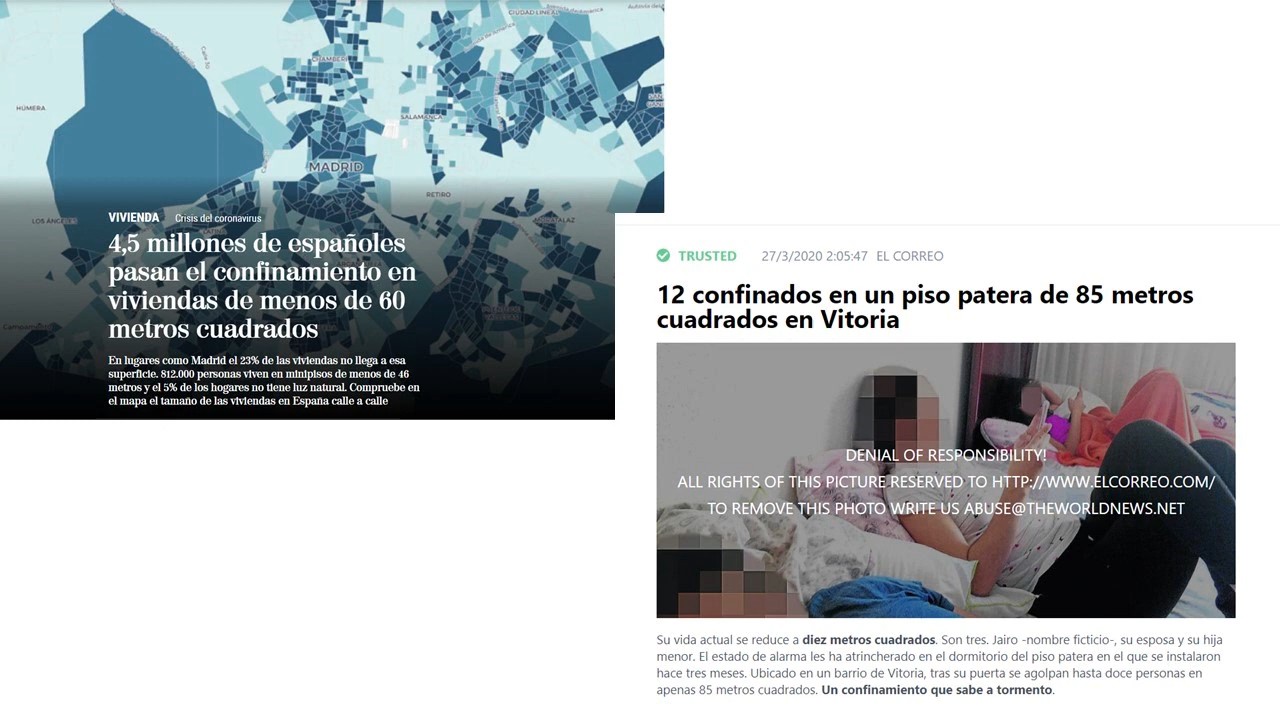 CIUDAD LINEAL
CHAMBERÍ
HÚMERA
SALAMANCA
MADRID
RETIRO
LOS ÁNGELES
MORATALAZ
VIVIENDA Crisis del coronavirus
4,5 millones de españoles
pasan el confinamiento en
viviendas de menos de 60
metros cuadrados
En lugares como Madrid el 23% de las viviendas no llega a esa
superficie. 812.000 personas viven en minipisos de menos de 46
metros y el 5% de los hogares no tiene luz natural. Compruebe en
el mapa el tamaño de las viviendas en España calle a calle
TRUSTED 27/3/2020 2:05:47 EL CORREO
12 confinados en un piso patera de 85 metros
cuadrados en Vitoria
DENIAL OF RESPONSIBILITY!
ALL RIGHTS OF THIS PICTURE RESERVED TO HTTP://WWW.ELCORREO.COM/
TO REMOVE THIS PHOTO WRITE US ABUSE@THEWORLDNEWS.NET
Su vida actual se reduce a diez metros cuadrados. Son tres. Jairo -nombre ficticio-, su esposa y su hija
menor. El estado de alarma les ha atrincherado en el dormitorio del piso patera en el que se instalaron
hace tres meses. Ubicado en un barrio de Vitoria, tras su puerta se agolpan hasta doce personas en
apenas 85 metros cuadrados. Un confinamiento que sabe a tormento.